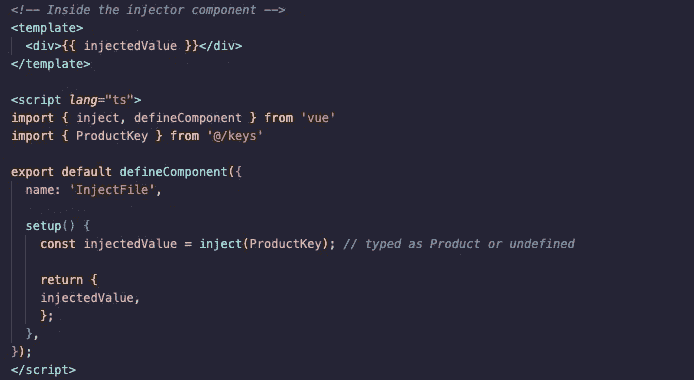 <!-- Inside the injector component -->
<template>
  <div>{{ injectedValue }}</div>
</template>

<script lang="ts">
import { inject, defineComponent } from 'vue'
import { ProductKey } from '@/keys'

export default defineComponent({
  name: 'InjectFile',

  setup() {
    const injectedValue = inject(ProductKey); // typed as Product or undefined

    return {
    injectedValue,
    };
  },
});
</script>